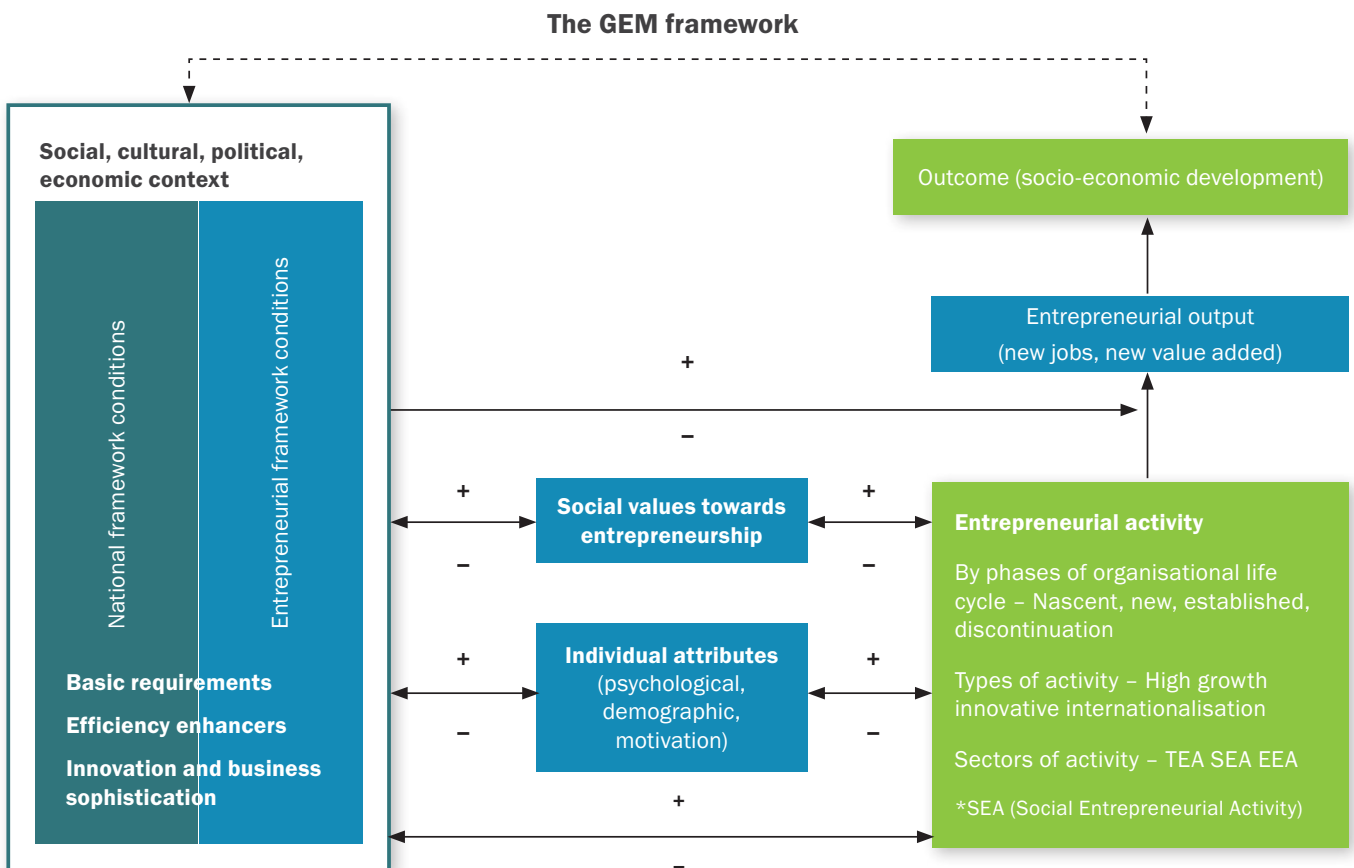 The GEM framework
Social, cultural, political,
economic context
National framework conditions
Entrepreneurial framework conditions
Basic requirements
Efficiency enhancers
Innovation and business
sophistication
+
–
+
–
Social values towards
entrepreneurship
+
–
+
–
Individual attributes
(psychological,
demographic,
motivation)
+
–
+
–
Outcome (socio-economic development)
Entrepreneurial output
(new jobs, new value added)
Entrepreneurial activity
By phases of organisational life
cycle – Nascent, new, established,
discontinuation
Types of activity – High growth
innovative internationalisation
Sectors of activity – TEA SEA EEA
*SEA (Social Entrepreneurial Activity)